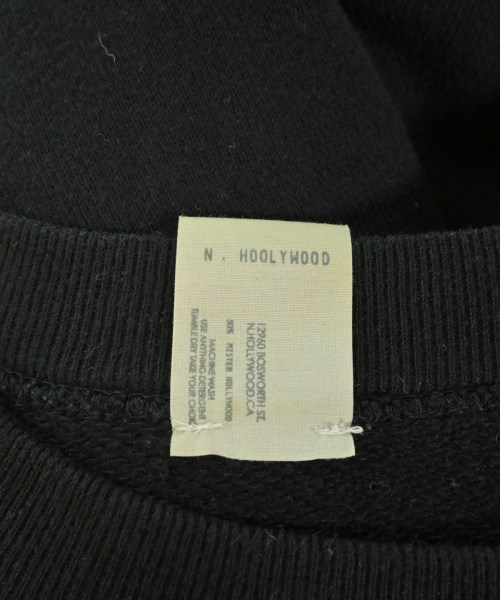 N. HOOLYWOOD
12960 BOSWORTH ST.
N.HOLLYWOOD.CA
50% MISTER HOLLYWOOD
MACHINE WASH
USE ANYTHING DETERGENT
TUMBLE DRY TAKE YOUR CHOICE